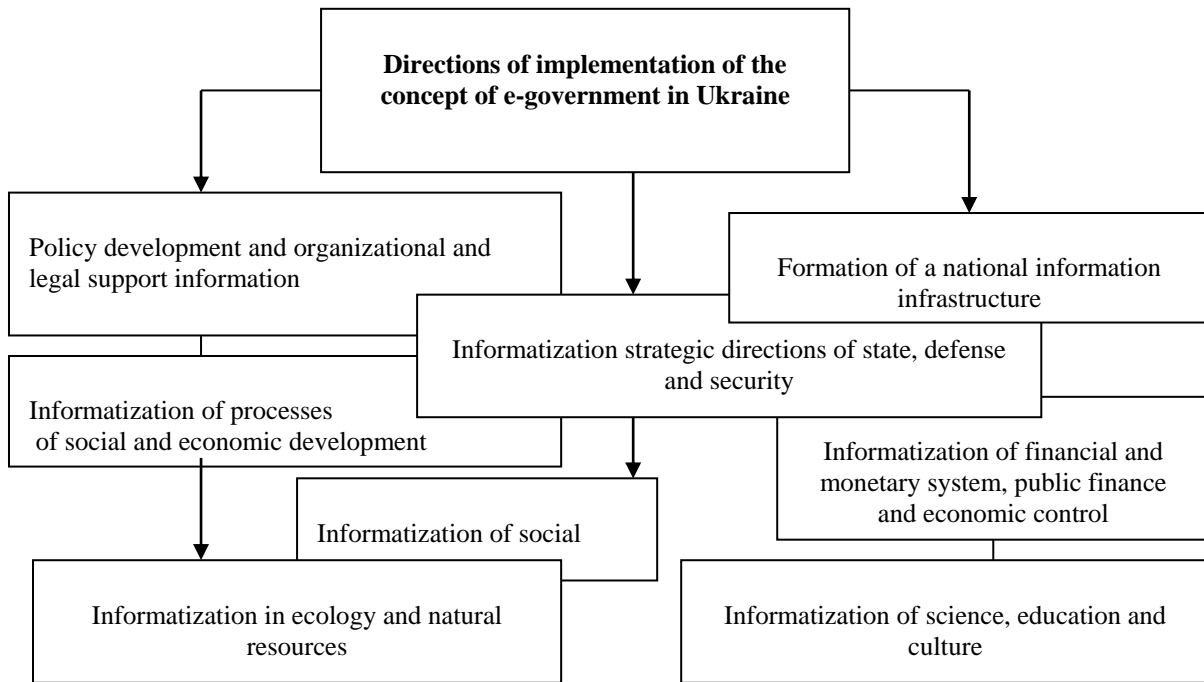 Directions of implementation of the
concept of e-government in Ukraine
Policy development and organizational and
legal support information
Formation of a national information
infrastructure
Informatization strategic directions of state, defense
and security
Informatization of processes
of social and economic development
Informatization of financial and
monetary system, public finance
and economic control
Informatization of social
Informatization in ecology and natural
resources
Informatization of science, education and
culture